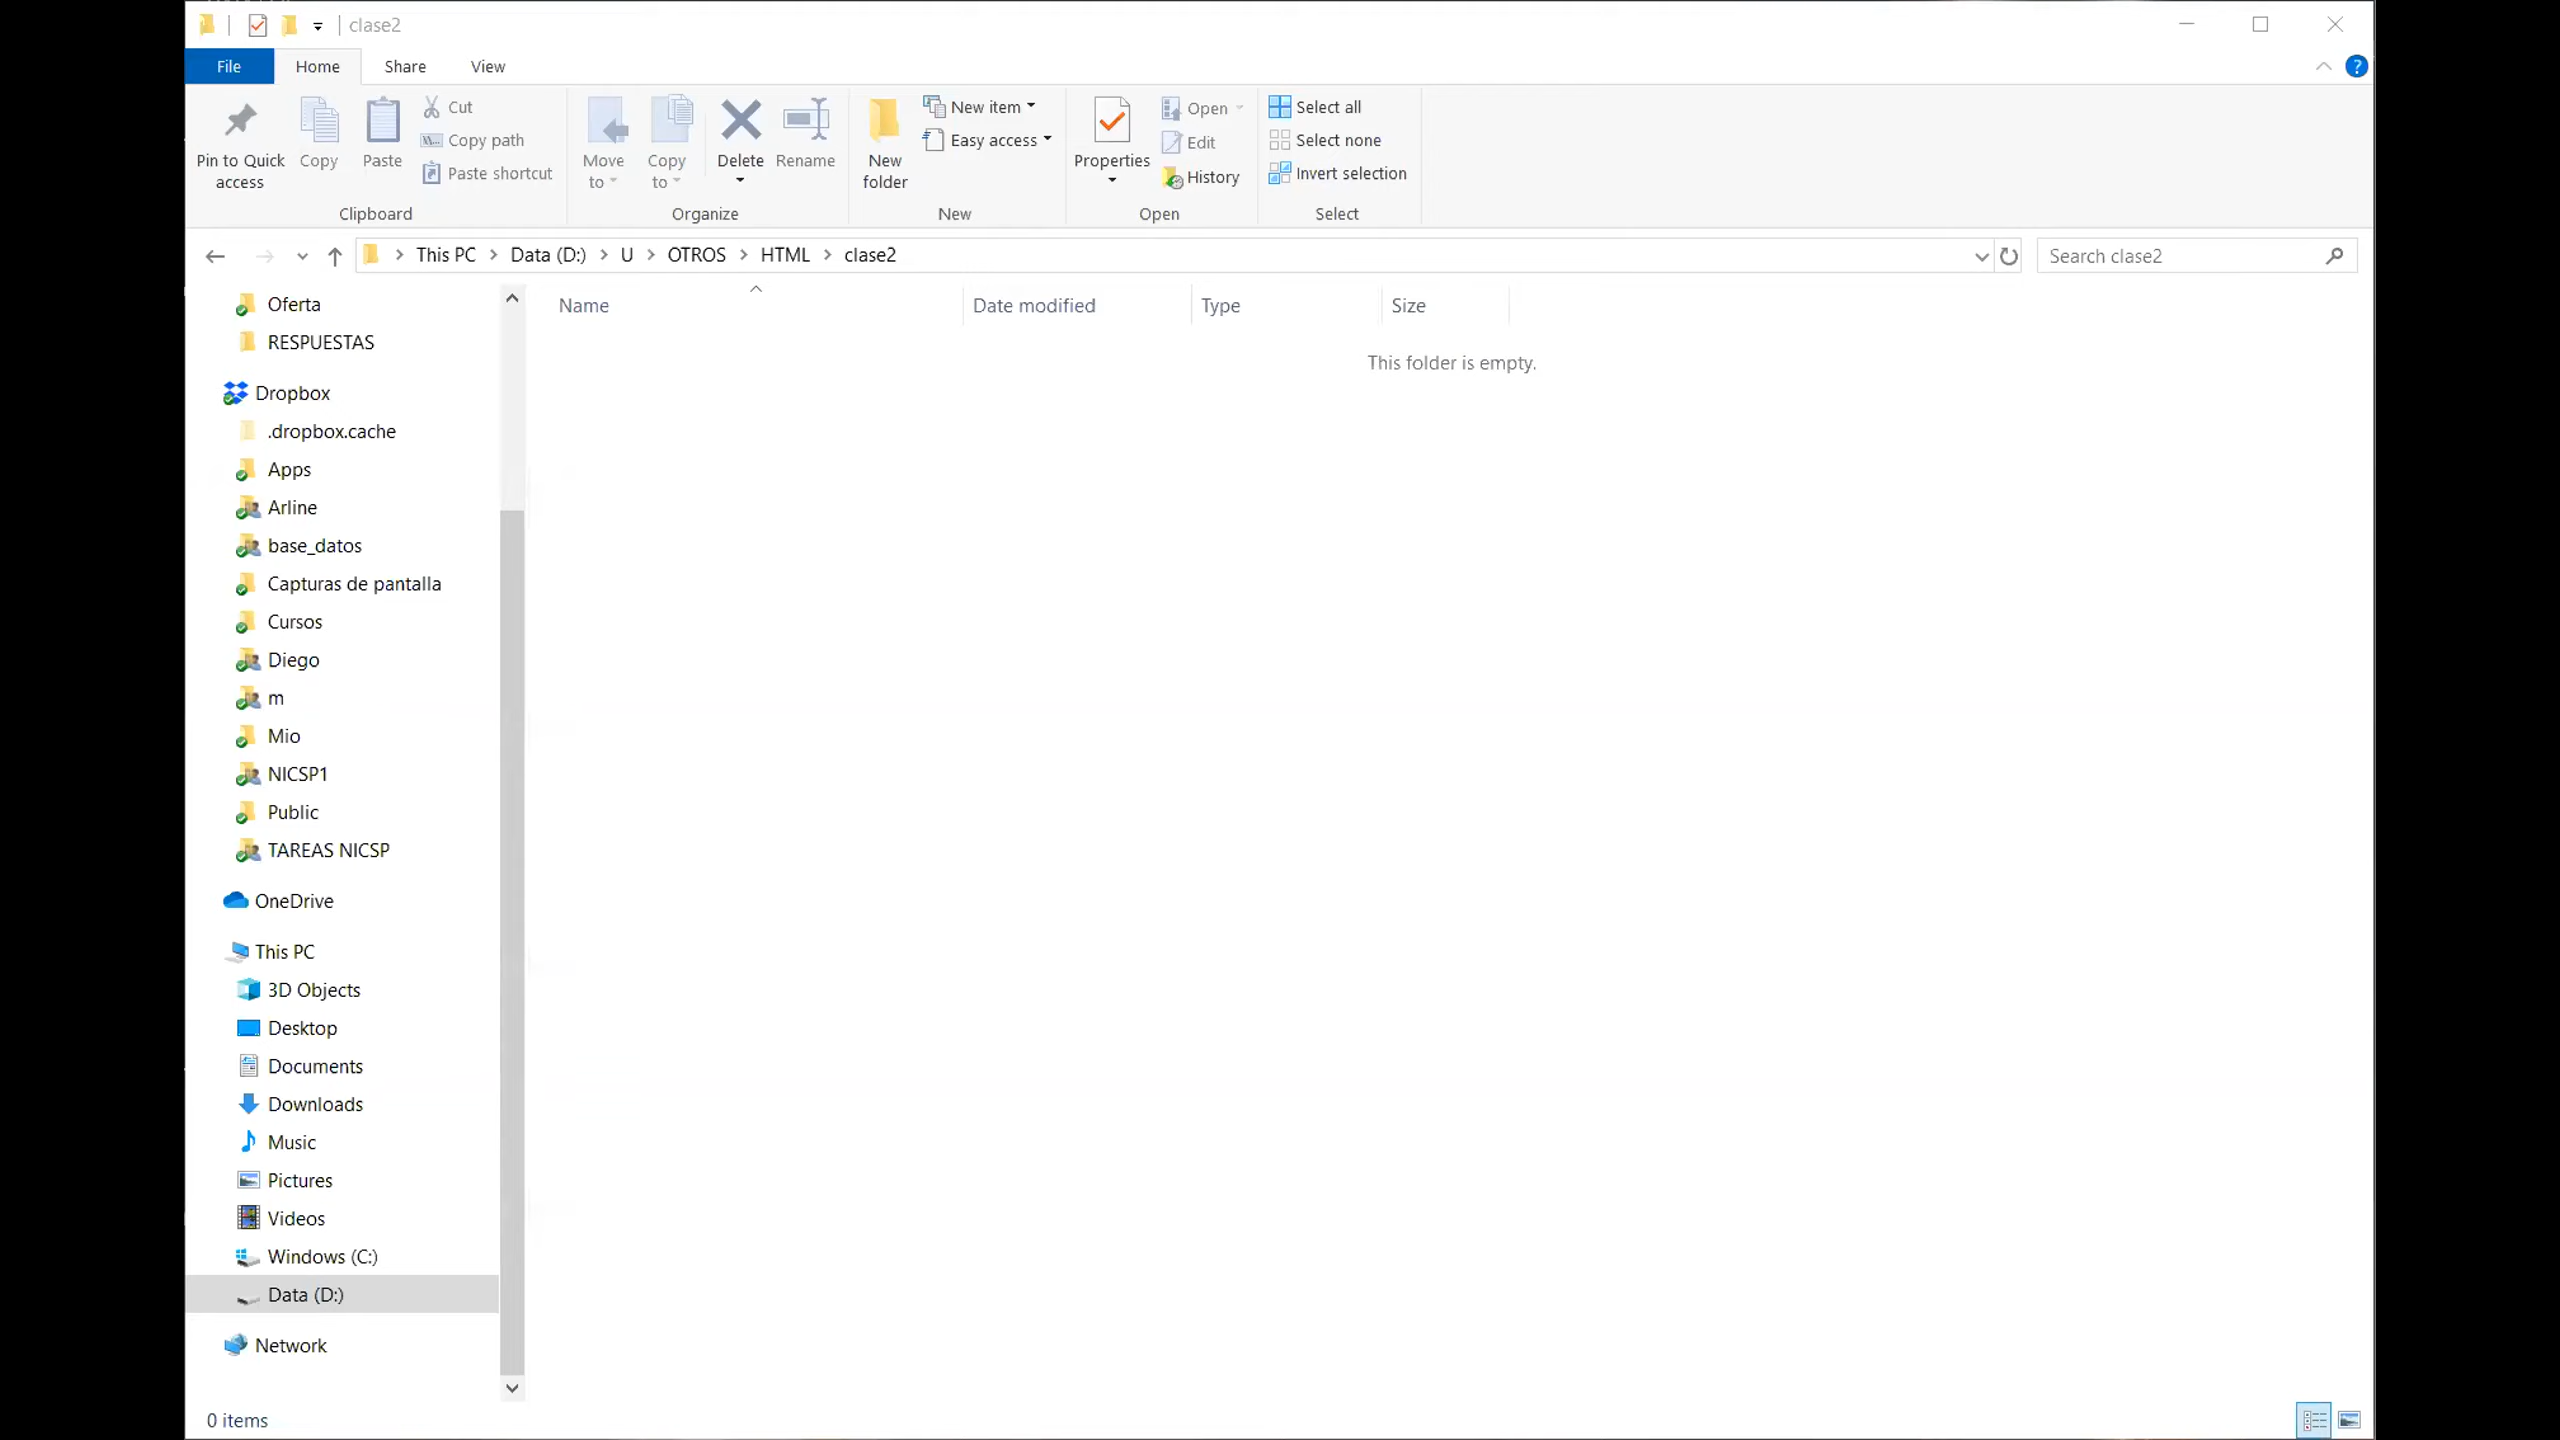 clase2
File Home Share View
Pin to Quick access
Copy
Paste
Cut
Copy path
Paste shortcut
Clipboard
Move to
Copy to
Delete
Rename
Organize
New folder
New item
Easy access
New
Properties
Open
Edit
History
Open
Select all
Select none
Invert selection
Select
This PC Data (D:) U OTROS HTML clase2
Search clase2
Name Date modified Type Size
This folder is empty.
Oferta
RESPUESTAS
Dropbox
.dropbox.cache
Apps
Arline
base_datos
Capturas de pantalla
Cursos
Diego
m
Mio
NICSP1
Public
TAREAS NICSP
OneDrive
This PC
3D Objects
Desktop
Documents
Downloads
Music
Pictures
Videos
Windows (C:)
Data (D:)
Network
0 items